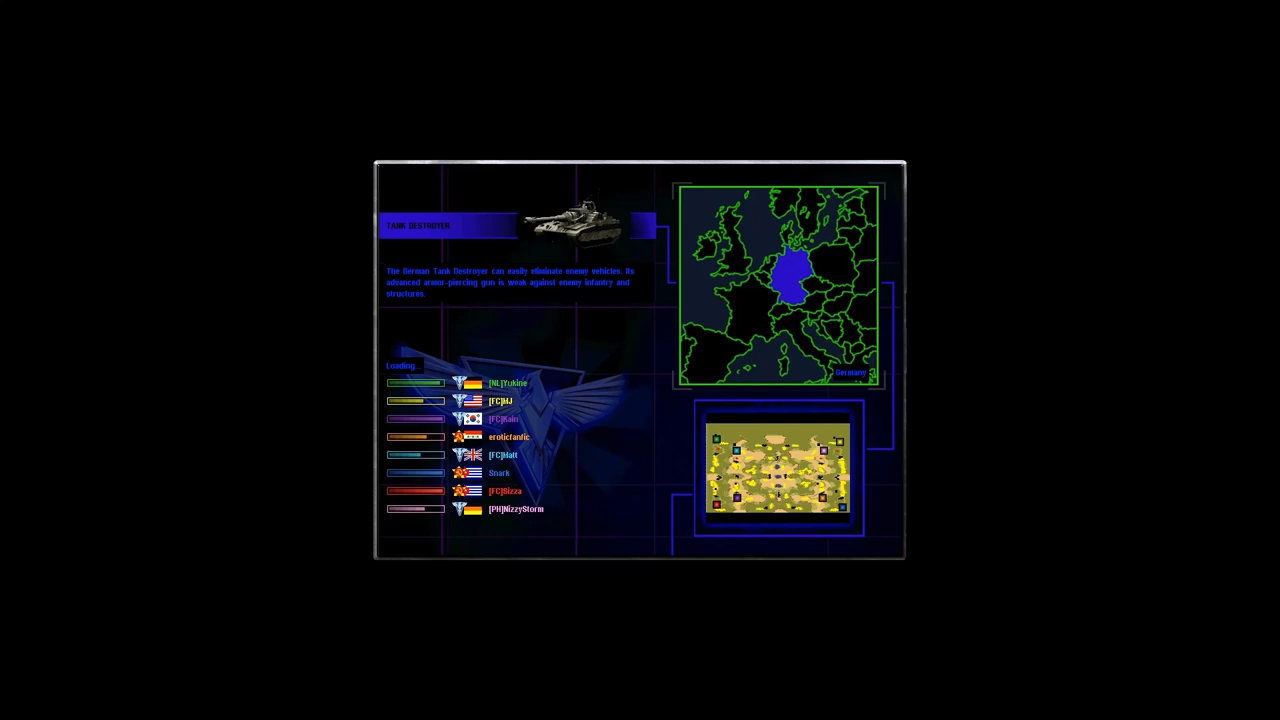 TANK DESTROYER
The German Tank Destroyer can easily eliminate enemy vehicles. Its
advanced armor-piercing gun is weak against enemy infantry and
structures.
Germany
Loading...
[NL]Yukine
[FC]MJ
[FC]Kain
eroticfanfic
[FC]Matt
Snark
[FC]Sizza
[PH]NizzyStorm